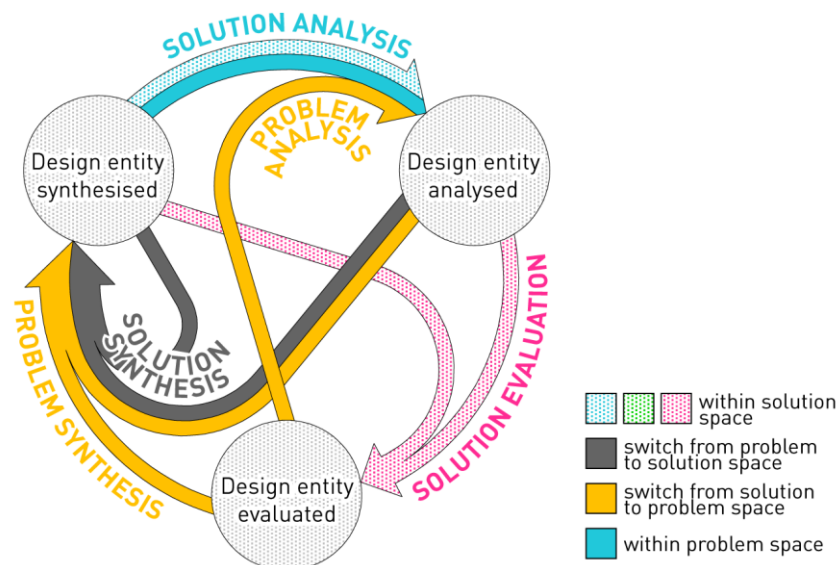 SOLUTION ANALYSIS
PROBLEM
ANALYSIS
Design entity
synthesised
Design entity
analysed
SOLUTION
SYNTHESIS
PROBLEM SYNTHESIS
SOLUTION EVALUATION
Design entity
evaluated
within solution
space
switch from problem
to solution space
switch from solution
to problem space
within problem space